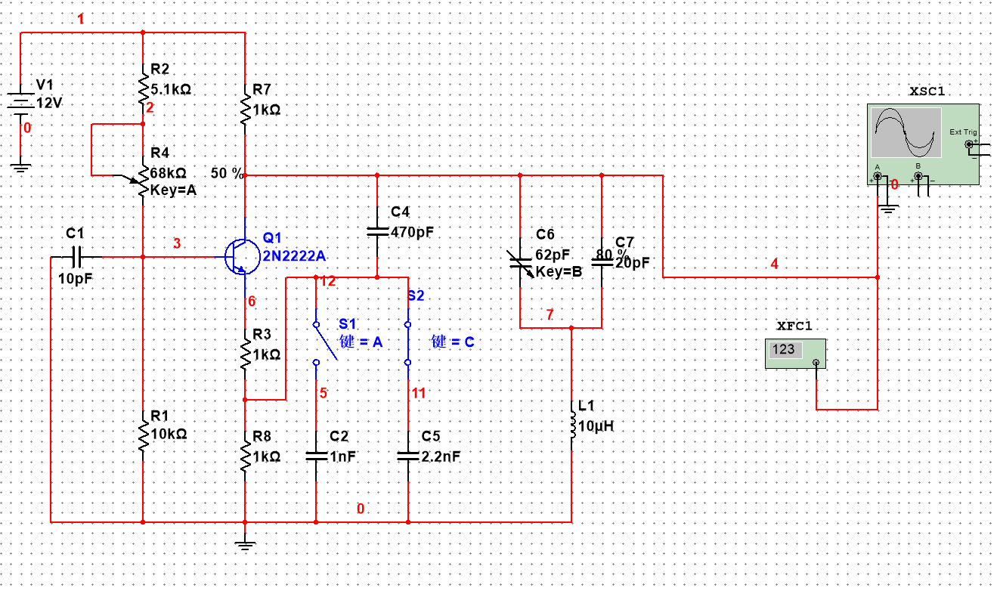 1
XSC1
R2
5.1kΩ
V1
12V
R7
1kΩ
2
0
Ext Trig
+
−
R4
68kΩ
Key=A
50 %
A
B
+
−
+
−
0
C4
470pF
C1
10pF
3
Q1
2N2222A
C6
62pF
Key=B
C7
80 %
20pF
4
12
S2
6
7
S1
键 = A
键 = C
XFC1
123
R3
1kΩ
5
11
L1
10μH
R1
10kΩ
R8
1kΩ
C2
1nF
C5
2.2nF
0